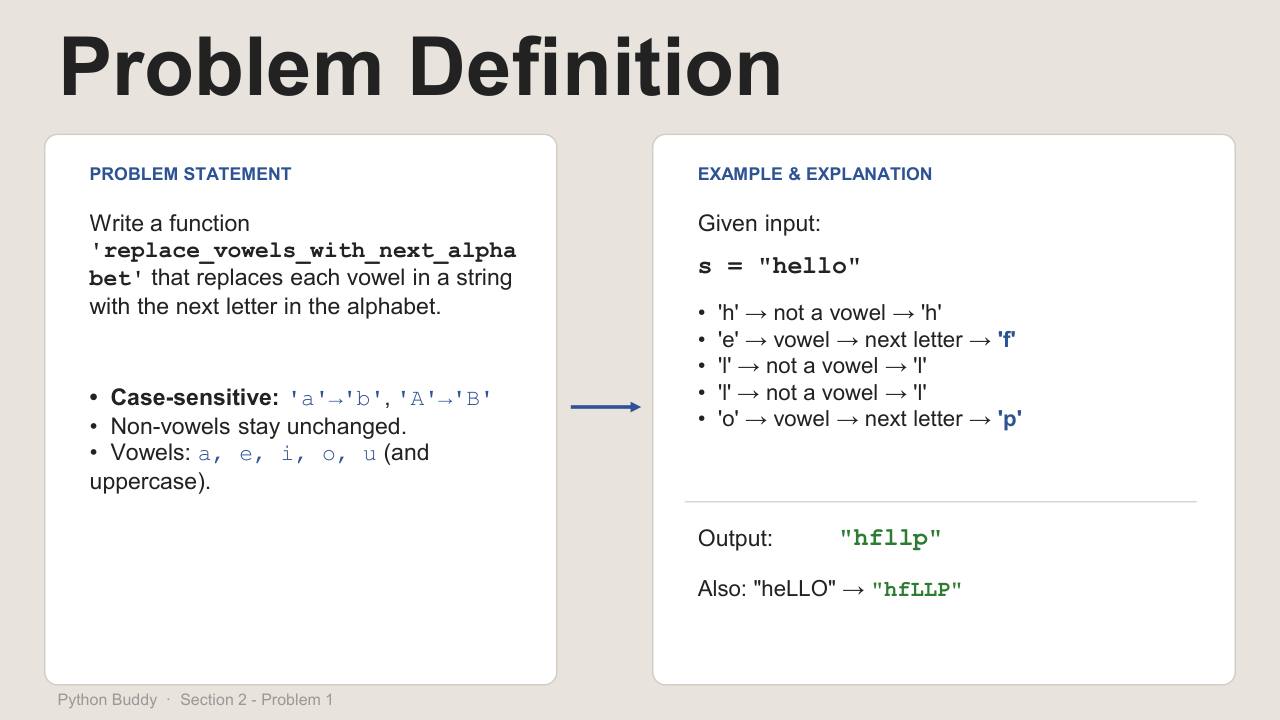 Problem Definition
PROBLEM STATEMENT
Write a function
'replace_vowels_with_next_alpha
bet' that replaces each vowel in a string
with the next letter in the alphabet.
• Case-sensitive: 'a'→'b', 'A'→'B'
• Non-vowels stay unchanged.
• Vowels: a, e, i, o, u (and
uppercase).
EXAMPLE & EXPLANATION
Given input:
s = "hello"
• 'h' → not a vowel → 'h'
• 'e' → vowel → next letter → 'f'
• 'l' → not a vowel → 'l'
• 'l' → not a vowel → 'l'
• 'o' → vowel → next letter → 'p'
Output: "hfllp"
Also: "heLLO" → "hfLLP"
Python Buddy · Section 2 - Problem 1